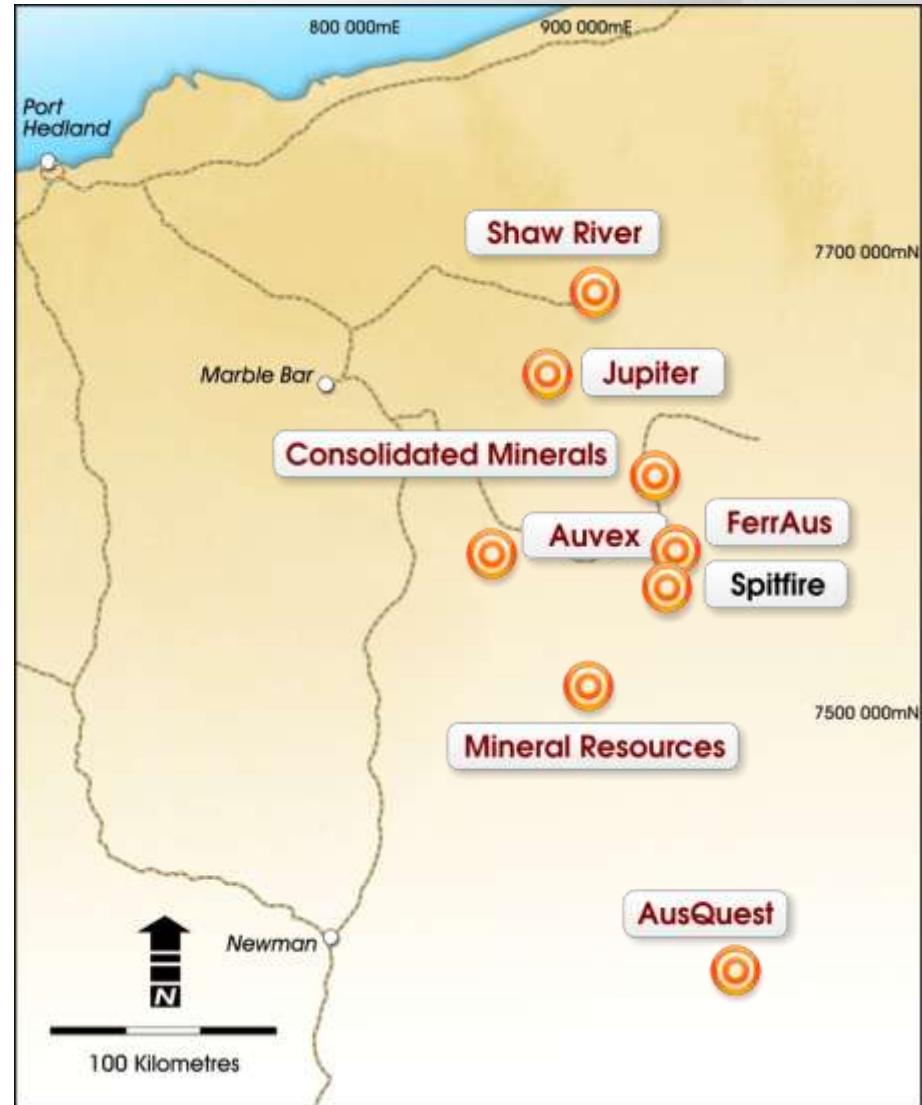 800 000mE
900 000mE
Port
Hedland
Shaw River
7700 000mN
Marble Bar
Jupiter
Consolidated Minerals
Auvex
FerrAus
Spitfire
7500 000mN
Mineral Resources
AusQuest
Newman
N
100 Kilometres